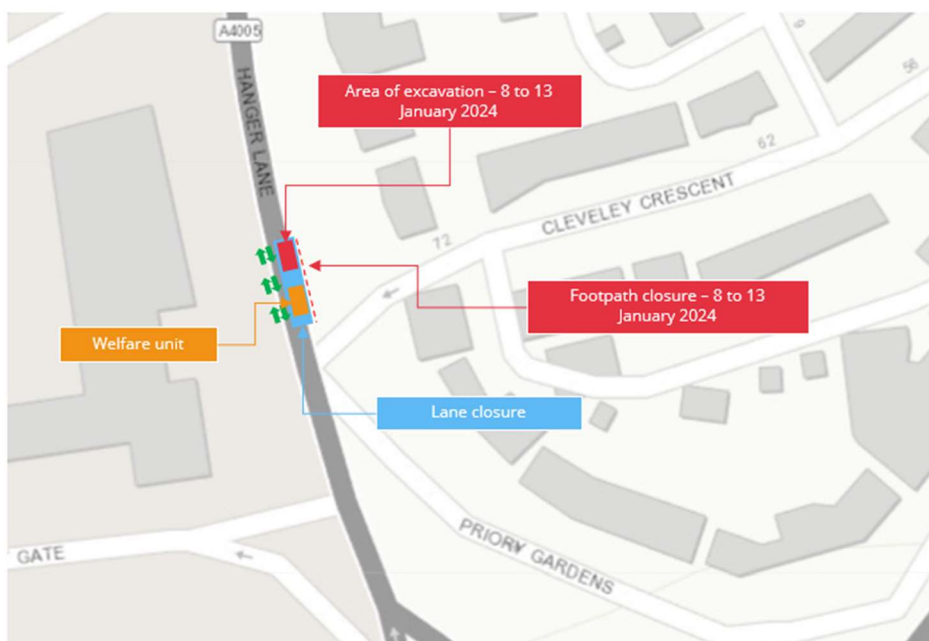 A4005
HANGER LANE
Area of excavation – 8 to 13
January 2024
56
62
CLEVELEY CRESCENT
72
Footpath closure – 8 to 13
January 2024
Welfare unit
Lane closure
PRIORY GARDENS
GATE